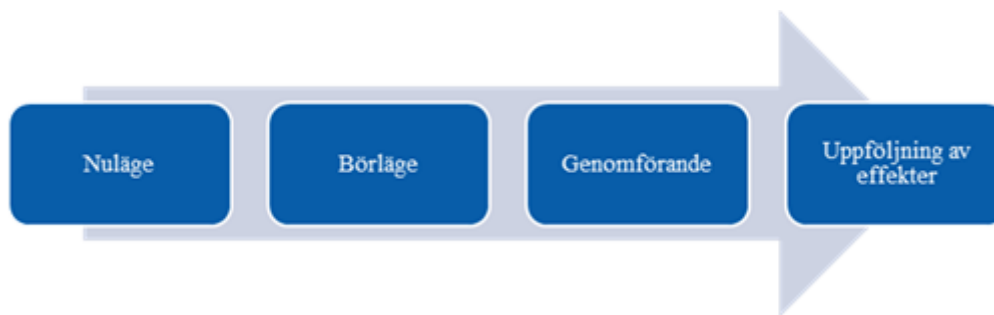 Nuläge
Börläge
Genomförande
Uppföljning av
effekter